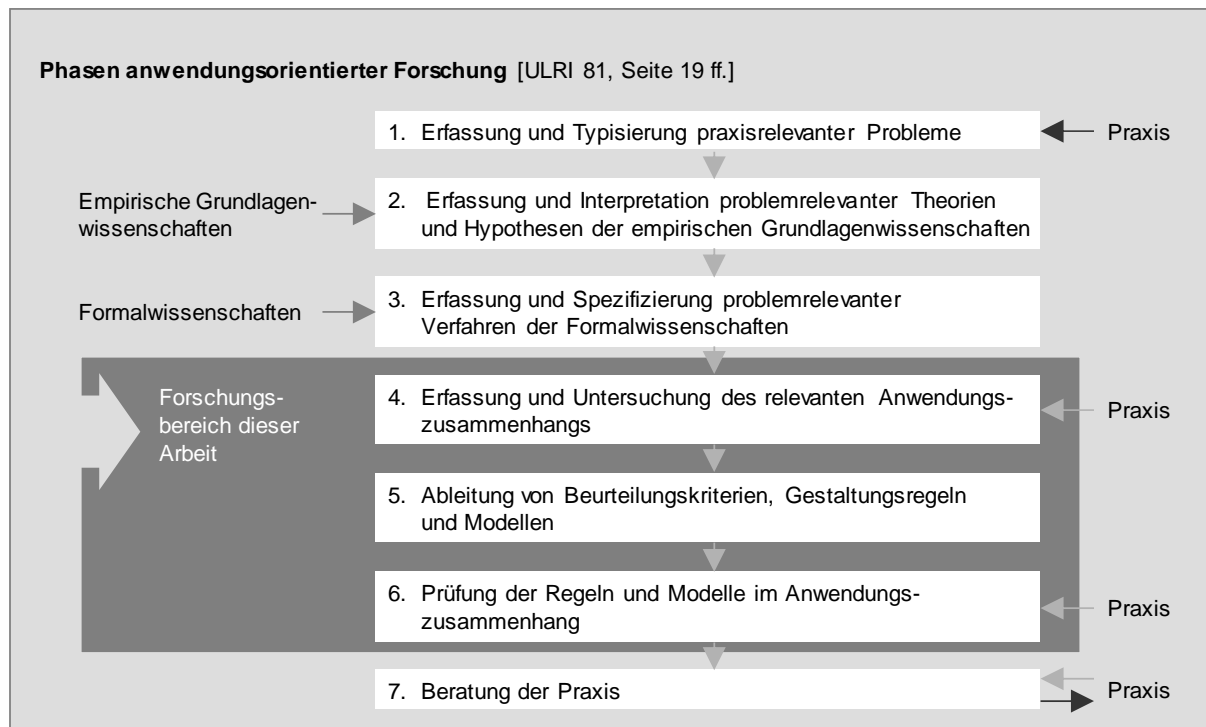 Phasen anwendungsorientierter Forschung [ULRI 81, Seite 19 ff.]
1. Erfassung und Typisierung praxisrelevanter Probleme
Praxis
Empirische Grundlagen-
wissenschaften
2. Erfassung und Interpretation problemrelevanter Theorien
und Hypothesen der empirischen Grundlagenwissenschaften
Formalwissenschaften
3. Erfassung und Spezifizierung problemrelevanter
Verfahren der Formalwissenschaften
Forschungs-
bereich dieser
Arbeit
4. Erfassung und Untersuchung des relevanten Anwendungs-
zusammenhangs
Praxis
5. Ableitung von Beurteilungskriterien, Gestaltungsregeln
und Modellen
6. Prüfung der Regeln und Modelle im Anwendungs-
zusammenhang
Praxis
7. Beratung der Praxis
Praxis